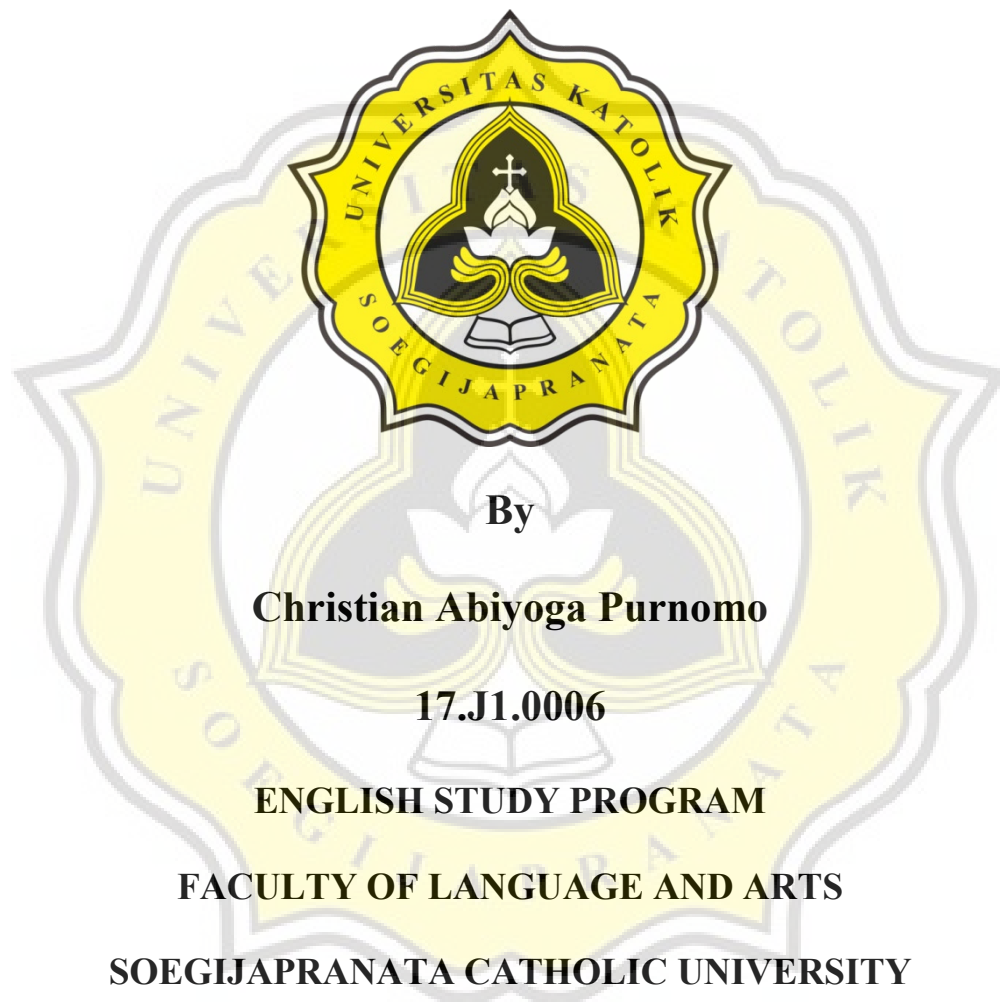 UNIVERSITAS KATOLIK
SOEGIJAPRANATA
By
Christian Abiyoga Purnomo
17.J1.0006
ENGLISH STUDY PROGRAM
FACULTY OF LANGUAGE AND ARTS
SOEGIJAPRANATA CATHOLIC UNIVERSITY